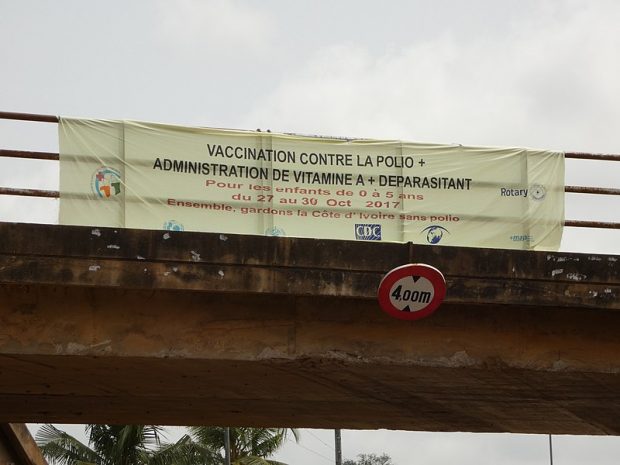 VACCINATION CONTRE LA POLIO +
ADMINISTRATION DE VITAMINE A + DEPARASITANT
Pour les enfants de 0 à 5 ans
du 27 au 30 Oct 2017
Ensemble, gardons la Côte d'Ivoire sans polio
Rotary
CDC
4,00m